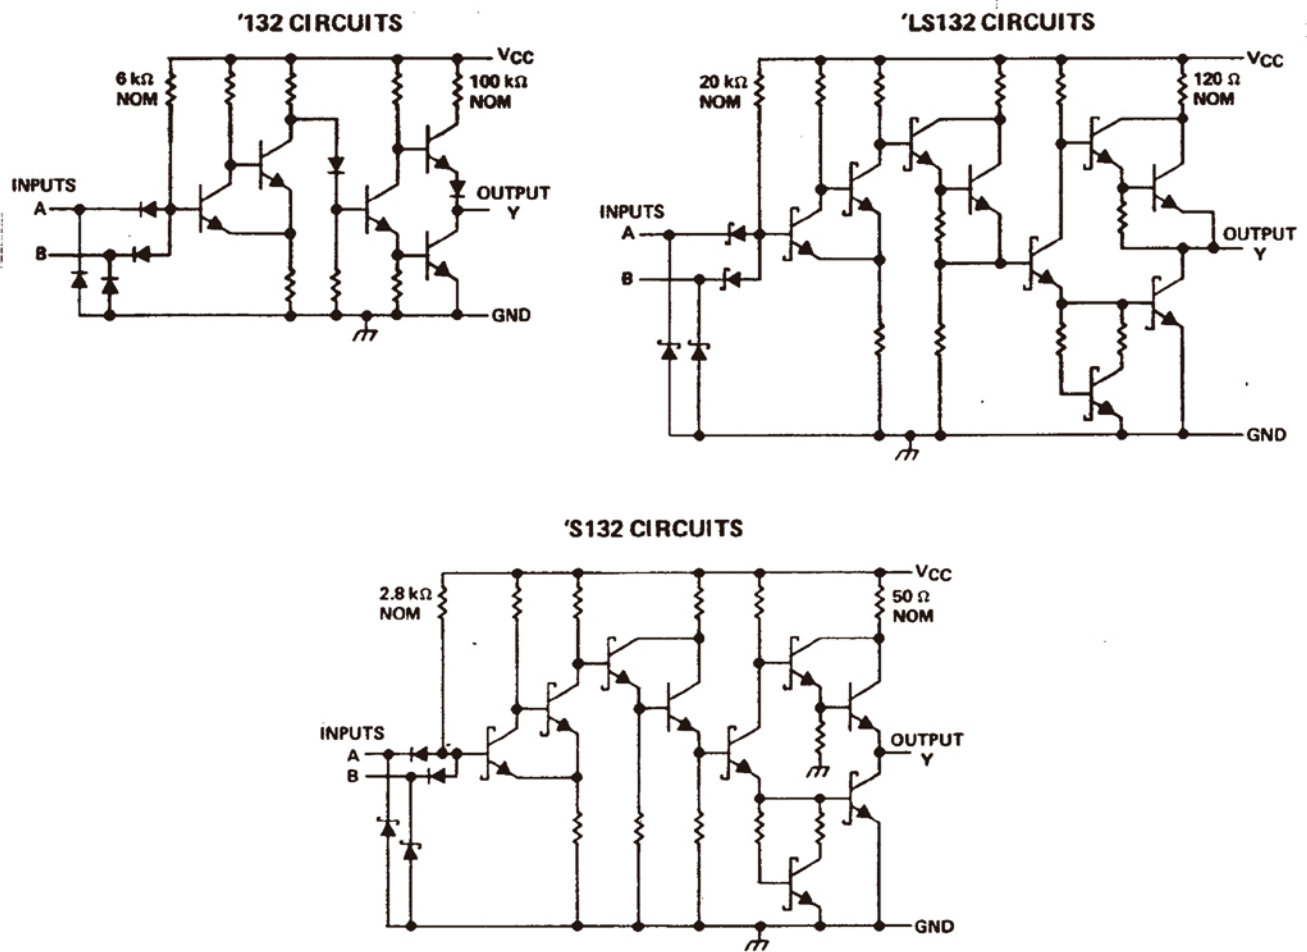 '132 CIRCUITS
VCC
6 kΩ
NOM
100 kΩ
NOM
INPUTS
A
B
OUTPUT
Y
GND
'LS132 CIRCUITS
VCC
20 kΩ
NOM
120 Ω
NOM
INPUTS
A
B
OUTPUT
Y
GND
'S132 CIRCUITS
VCC
2.8 kΩ
NOM
50 Ω
NOM
INPUTS
A
B
OUTPUT
Y
GND